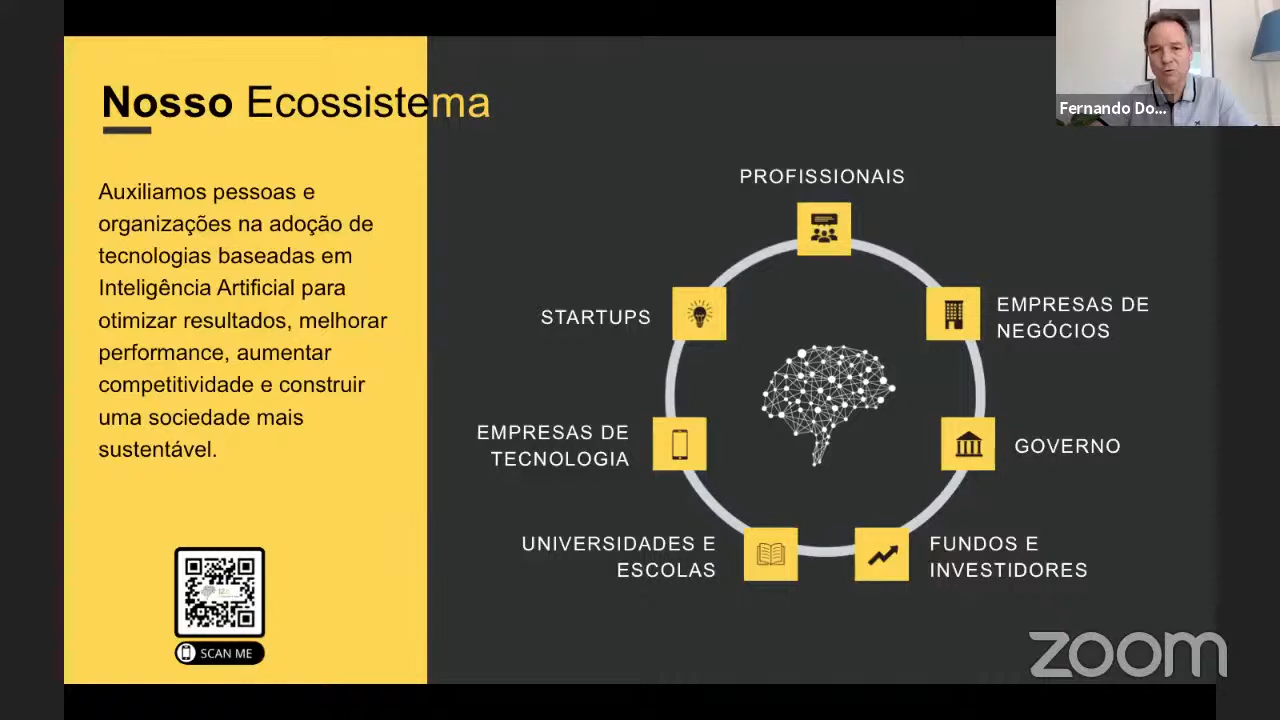 Nosso Ecossistema
Auxiliamos pessoas e
organizações na adoção de
tecnologias baseadas em
Inteligência Artificial para
otimizar resultados, melhorar
performance, aumentar
competitividade e construir
uma sociedade mais
sustentável.
SCAN ME
PROFISSIONAIS
STARTUPS
EMPRESAS DE
NEGÓCIOS
EMPRESAS DE
TECNOLOGIA
GOVERNO
UNIVERSIDADES E
ESCOLAS
FUNDOS E
INVESTIDORES
Fernando Do...
zoom